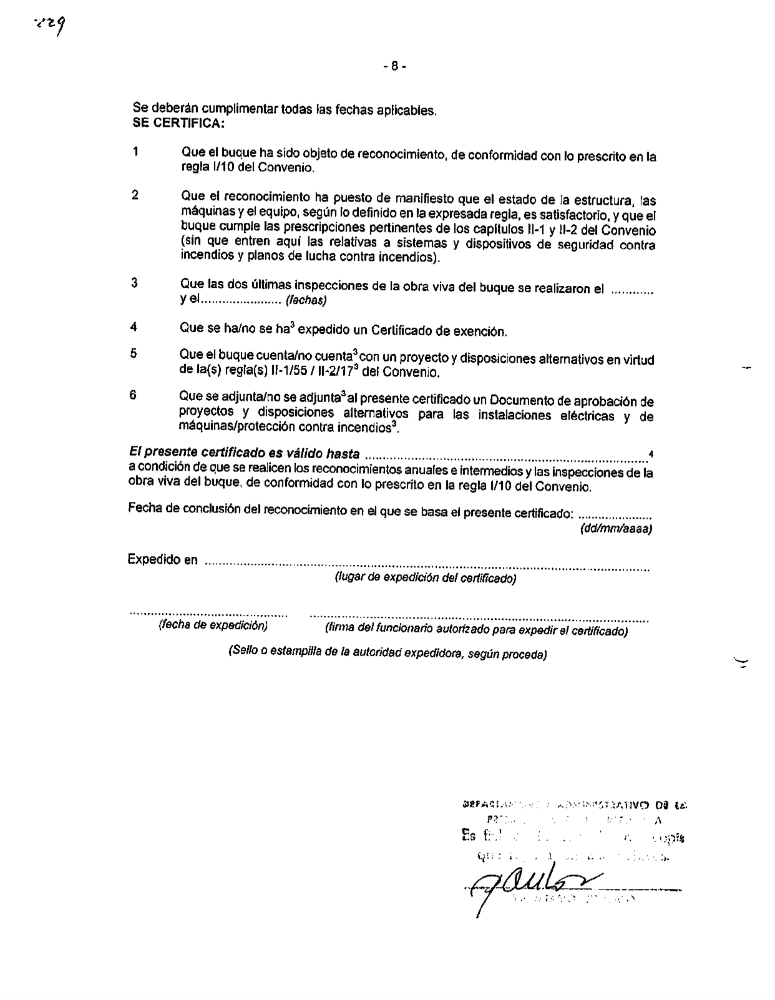 229
- 8 -
Se deberán cumplimentar todas las fechas aplicables.
SE CERTIFICA:
1 Que el buque ha sido objeto de reconocimiento, de conformidad con lo prescrito en la
regla I/10 del Convenio.
2 Que el reconocimiento ha puesto de manifiesto que el estado de la estructura, las
máquinas y el equipo, según lo definido en la expresada regla, es satisfactorio, y que el
buque cumple las prescripciones pertinentes de los capítulos II-1 y II-2 del Convenio
(sin que entren aquí las relativas a sistemas y dispositivos de seguridad contra
incendios y planos de lucha contra incendios).
3 Que las dos últimas inspecciones de la obra viva del buque se realizaron el ............
y el....................... (fechas)
4 Que se ha/no se ha³ expedido un Certificado de exención.
5 Que el buque cuenta/no cuenta³ con un proyecto y disposiciones alternativos en virtud
de la(s) regla(s) II-1/55 / II-2/17³ del Convenio.
6 Que se adjunta/no se adjunta³ al presente certificado un Documento de aprobación de
proyectos y disposiciones alternativos para las instalaciones eléctricas y de
máquinas/protección contra incendios³.
El presente certificado es válido hasta ................................................................................⁴
a condición de que se realicen los reconocimientos anuales e intermedios y las inspecciones de la
obra viva del buque, de conformidad con lo prescrito en la regla I/10 del Convenio.
Fecha de conclusión del reconocimiento en el que se basa el presente certificado: .....................
(dd/mm/aaaa)
Expedido en ................................................................................................................................
(lugar de expedición del certificado)
............................................. .................................................................................................
(fecha de expedición) (firma del funcionario autorizado para expedir el certificado)
(Sello o estampilla de la autoridad expedidora, según proceda)
ADMINISTRATIVO DE LA
Es copia